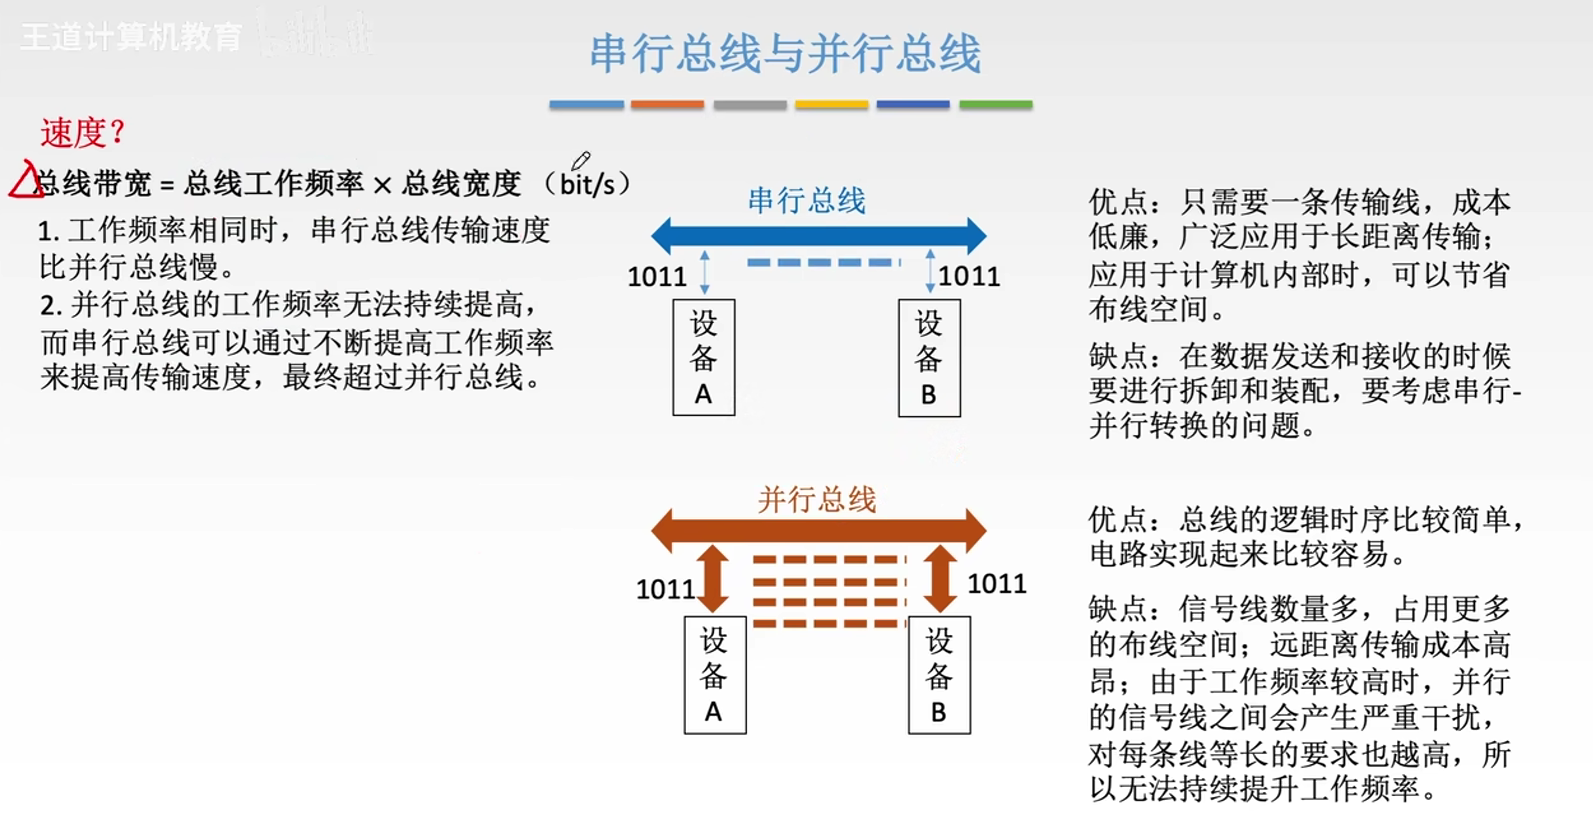 王道计算机教育
串行总线与并行总线
速度?
总线带宽 = 总线工作频率 × 总线宽度 （bit/s）
1. 工作频率相同时，串行总线传输速度
比并行总线慢。
2. 并行总线的工作频率无法持续提高，
而串行总线可以通过不断提高工作频率
来提高传输速度，最终超过并行总线。
串行总线
1011
1011
设
备
A
设
备
B
优点：只需要一条传输线，成本
低廉，广泛应用于长距离传输；
应用于计算机内部时，可以节省
布线空间。
缺点：在数据发送和接收的时候
要进行拆卸和装配，要考虑串行-
并行转换的问题。
并行总线
1011
1011
设
备
A
设
备
B
优点：总线的逻辑时序比较简单，
电路实现起来比较容易。
缺点：信号线数量多，占用更多
的布线空间；远距离传输成本高
昂；由于工作频率较高时，并行
的信号线之间会产生严重干扰，
对每条线等长的要求也越高，所
以无法持续提升工作频率。